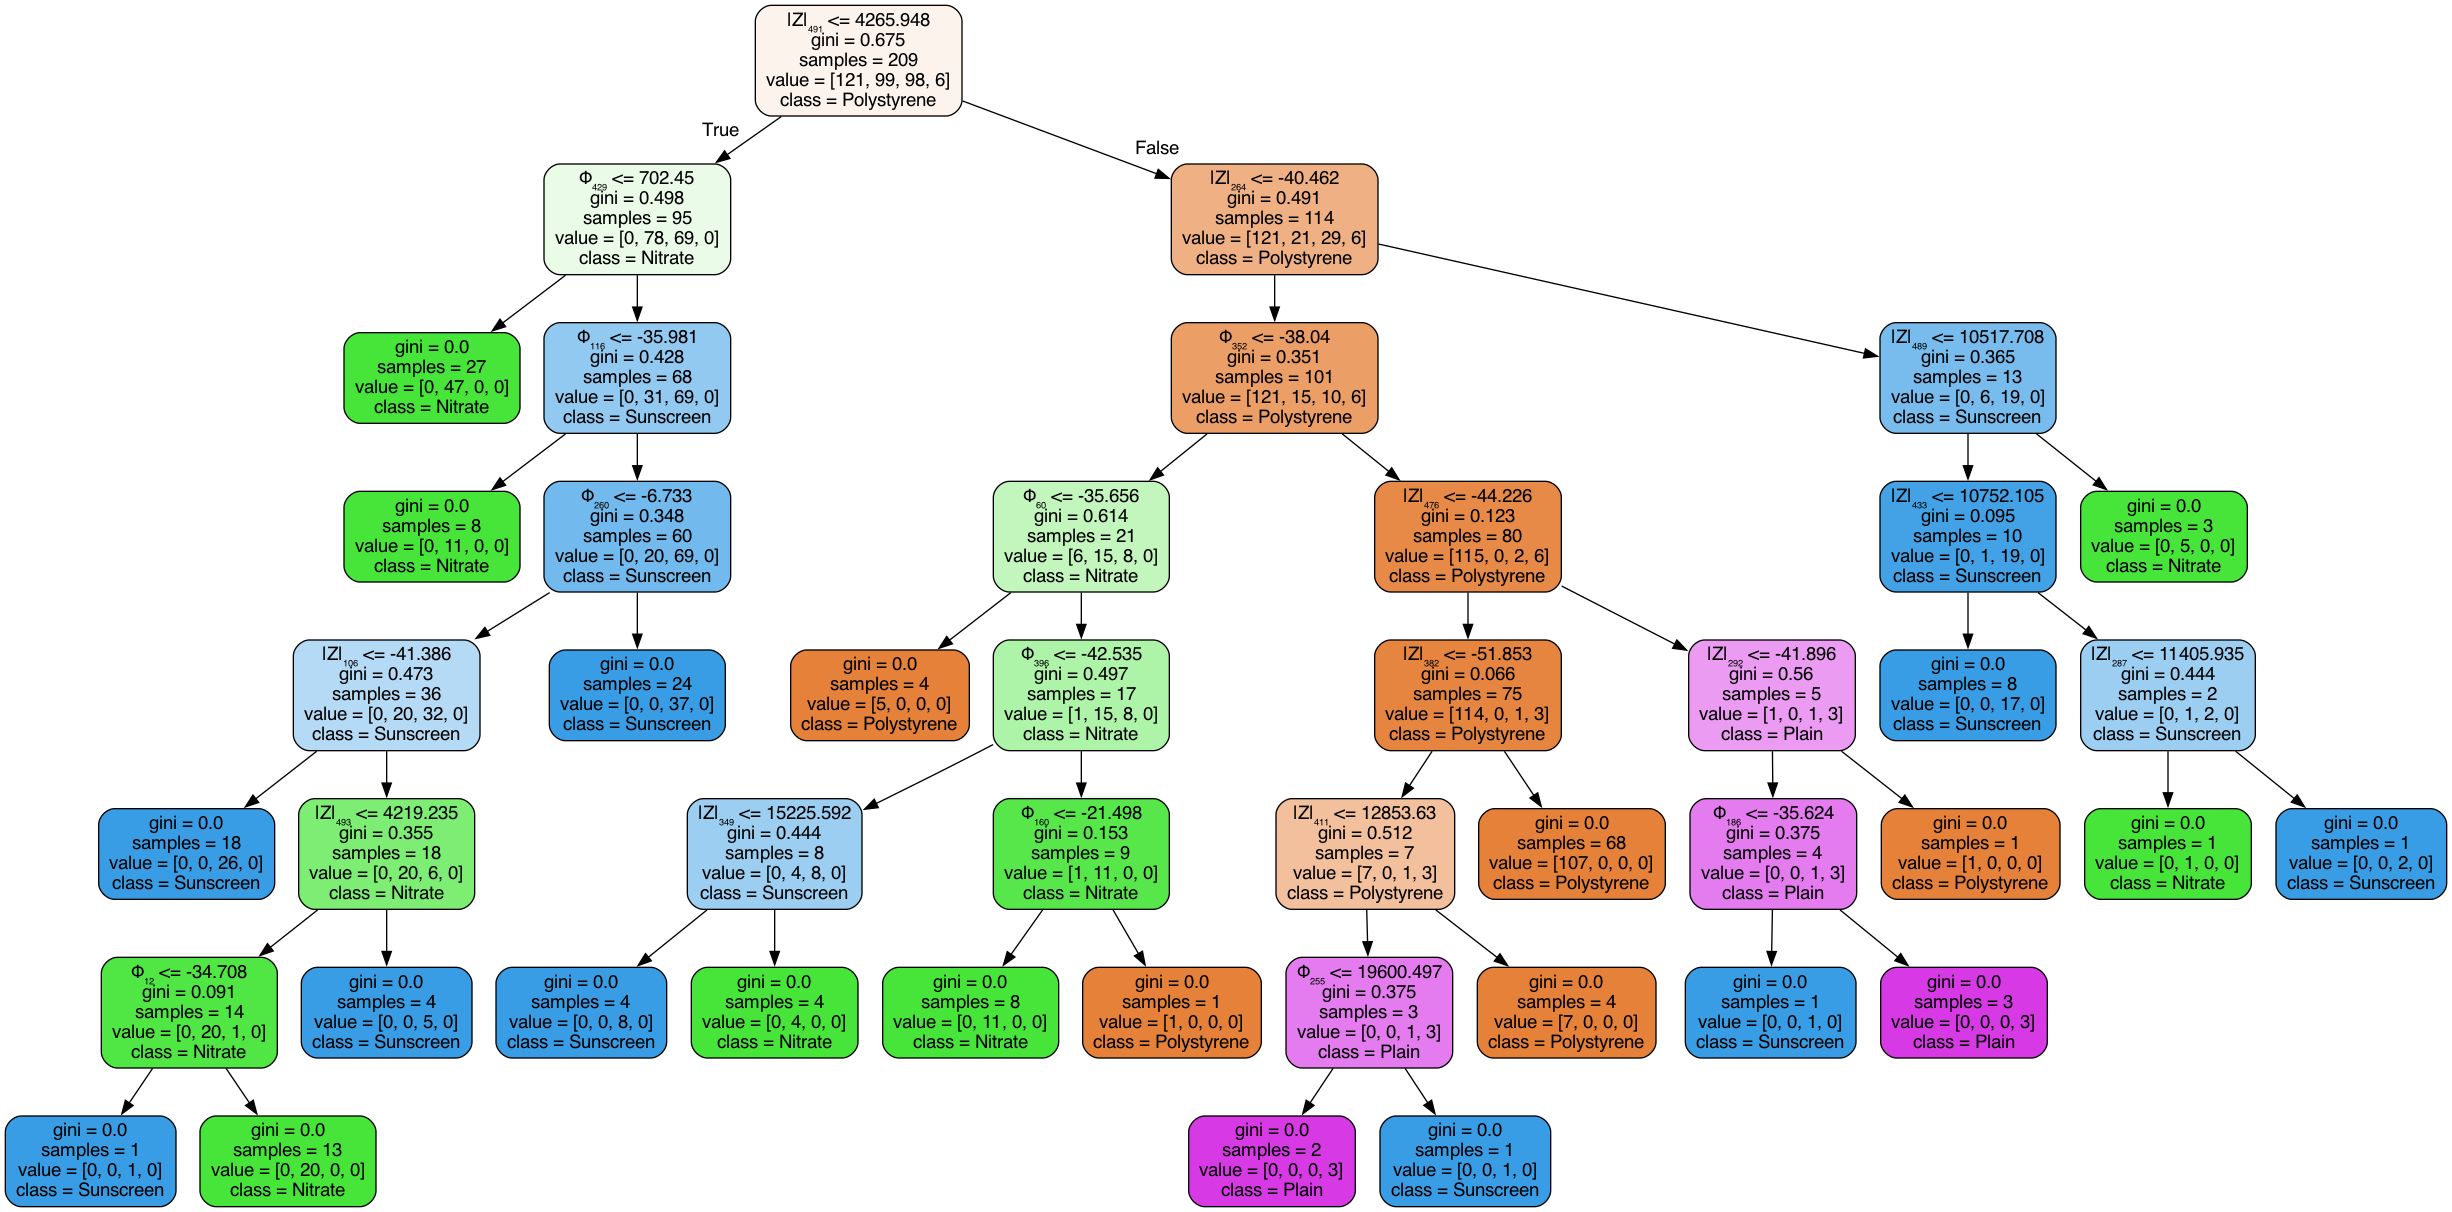 |Z|₄₉₁ <= 4265.948
gini = 0.675
samples = 209
value = [121, 99, 98, 6]
class = Polystyrene
True
False
Φ₄₂₉ <= 702.45
gini = 0.498
samples = 95
value = [0, 78, 69, 0]
class = Nitrate
|Z|₂₆₄ <= -40.462
gini = 0.491
samples = 114
value = [121, 21, 29, 6]
class = Polystyrene
gini = 0.0
samples = 27
value = [0, 47, 0, 0]
class = Nitrate
Φ₁₁₆ <= -35.981
gini = 0.428
samples = 68
value = [0, 31, 69, 0]
class = Sunscreen
Φ₃₅₂ <= -38.04
gini = 0.351
samples = 101
value = [121, 15, 10, 6]
class = Polystyrene
|Z|₄₈₉ <= 10517.708
gini = 0.365
samples = 13
value = [0, 6, 19, 0]
class = Sunscreen
gini = 0.0
samples = 8
value = [0, 11, 0, 0]
class = Nitrate
Φ₂₆₀ <= -6.733
gini = 0.348
samples = 60
value = [0, 20, 69, 0]
class = Sunscreen
Φ₆₀ <= -35.656
gini = 0.614
samples = 21
value = [6, 15, 8, 0]
class = Nitrate
|Z|₄₇₆ <= -44.226
gini = 0.123
samples = 80
value = [115, 0, 2, 6]
class = Polystyrene
|Z|₄₃₃ <= 10752.105
gini = 0.095
samples = 10
value = [0, 1, 19, 0]
class = Sunscreen
gini = 0.0
samples = 3
value = [0, 5, 0, 0]
class = Nitrate
|Z|₁₀₆ <= -41.386
gini = 0.473
samples = 36
value = [0, 20, 32, 0]
class = Sunscreen
gini = 0.0
samples = 24
value = [0, 0, 37, 0]
class = Sunscreen
gini = 0.0
samples = 4
value = [5, 0, 0, 0]
class = Polystyrene
Φ₃₉₆ <= -42.535
gini = 0.497
samples = 17
value = [1, 15, 8, 0]
class = Nitrate
|Z|₃₈₂ <= -51.853
gini = 0.066
samples = 75
value = [114, 0, 1, 3]
class = Polystyrene
|Z|₂₉₂ <= -41.896
gini = 0.56
samples = 5
value = [1, 0, 1, 3]
class = Plain
gini = 0.0
samples = 8
value = [0, 0, 17, 0]
class = Sunscreen
|Z|₂₈₇ <= 11405.935
gini = 0.444
samples = 2
value = [0, 1, 2, 0]
class = Sunscreen
gini = 0.0
samples = 18
value = [0, 0, 26, 0]
class = Sunscreen
|Z|₄₉₃ <= 4219.235
gini = 0.355
samples = 18
value = [0, 20, 6, 0]
class = Nitrate
|Z|₃₄₉ <= 15225.592
gini = 0.444
samples = 8
value = [0, 4, 8, 0]
class = Sunscreen
Φ₁₆₀ <= -21.498
gini = 0.153
samples = 9
value = [1, 11, 0, 0]
class = Nitrate
|Z|₄₁₁ <= 12853.63
gini = 0.512
samples = 7
value = [7, 0, 1, 3]
class = Polystyrene
gini = 0.0
samples = 68
value = [107, 0, 0, 0]
class = Polystyrene
Φ₁₈₆ <= -35.624
gini = 0.375
samples = 4
value = [0, 0, 1, 3]
class = Plain
gini = 0.0
samples = 1
value = [1, 0, 0, 0]
class = Polystyrene
gini = 0.0
samples = 1
value = [0, 1, 0, 0]
class = Nitrate
gini = 0.0
samples = 1
value = [0, 0, 2, 0]
class = Sunscreen
Φ₁₂ <= -34.708
gini = 0.091
samples = 14
value = [0, 20, 1, 0]
class = Nitrate
gini = 0.0
samples = 4
value = [0, 0, 5, 0]
class = Sunscreen
gini = 0.0
samples = 4
value = [0, 0, 8, 0]
class = Sunscreen
gini = 0.0
samples = 4
value = [0, 4, 0, 0]
class = Nitrate
gini = 0.0
samples = 8
value = [0, 11, 0, 0]
class = Nitrate
gini = 0.0
samples = 1
value = [1, 0, 0, 0]
class = Polystyrene
Φ₂₅₅ <= 19600.497
gini = 0.375
samples = 3
value = [0, 0, 1, 3]
class = Plain
gini = 0.0
samples = 4
value = [7, 0, 0, 0]
class = Polystyrene
gini = 0.0
samples = 1
value = [0, 0, 1, 0]
class = Sunscreen
gini = 0.0
samples = 3
value = [0, 0, 0, 3]
class = Plain
gini = 0.0
samples = 1
value = [0, 0, 1, 0]
class = Sunscreen
gini = 0.0
samples = 13
value = [0, 20, 0, 0]
class = Nitrate
gini = 0.0
samples = 2
value = [0, 0, 0, 3]
class = Plain
gini = 0.0
samples = 1
value = [0, 0, 1, 0]
class = Sunscreen